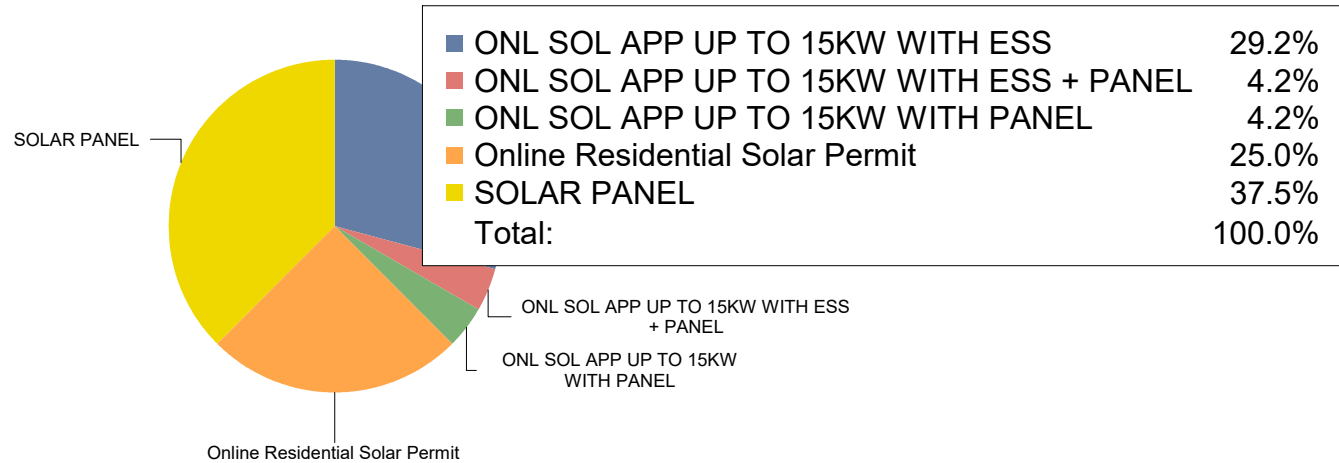 ONL SOL APP UP TO 15KW WITH ESS 29.2%
ONL SOL APP UP TO 15KW WITH ESS + PANEL 4.2%
ONL SOL APP UP TO 15KW WITH PANEL 4.2%
Online Residential Solar Permit 25.0%
SOLAR PANEL 37.5%
Total: 100.0%
SOLAR PANEL
ONL SOL APP UP TO 15KW WITH ESS
+ PANEL
ONL SOL APP UP TO 15KW
WITH PANEL
Online Residential Solar Permit